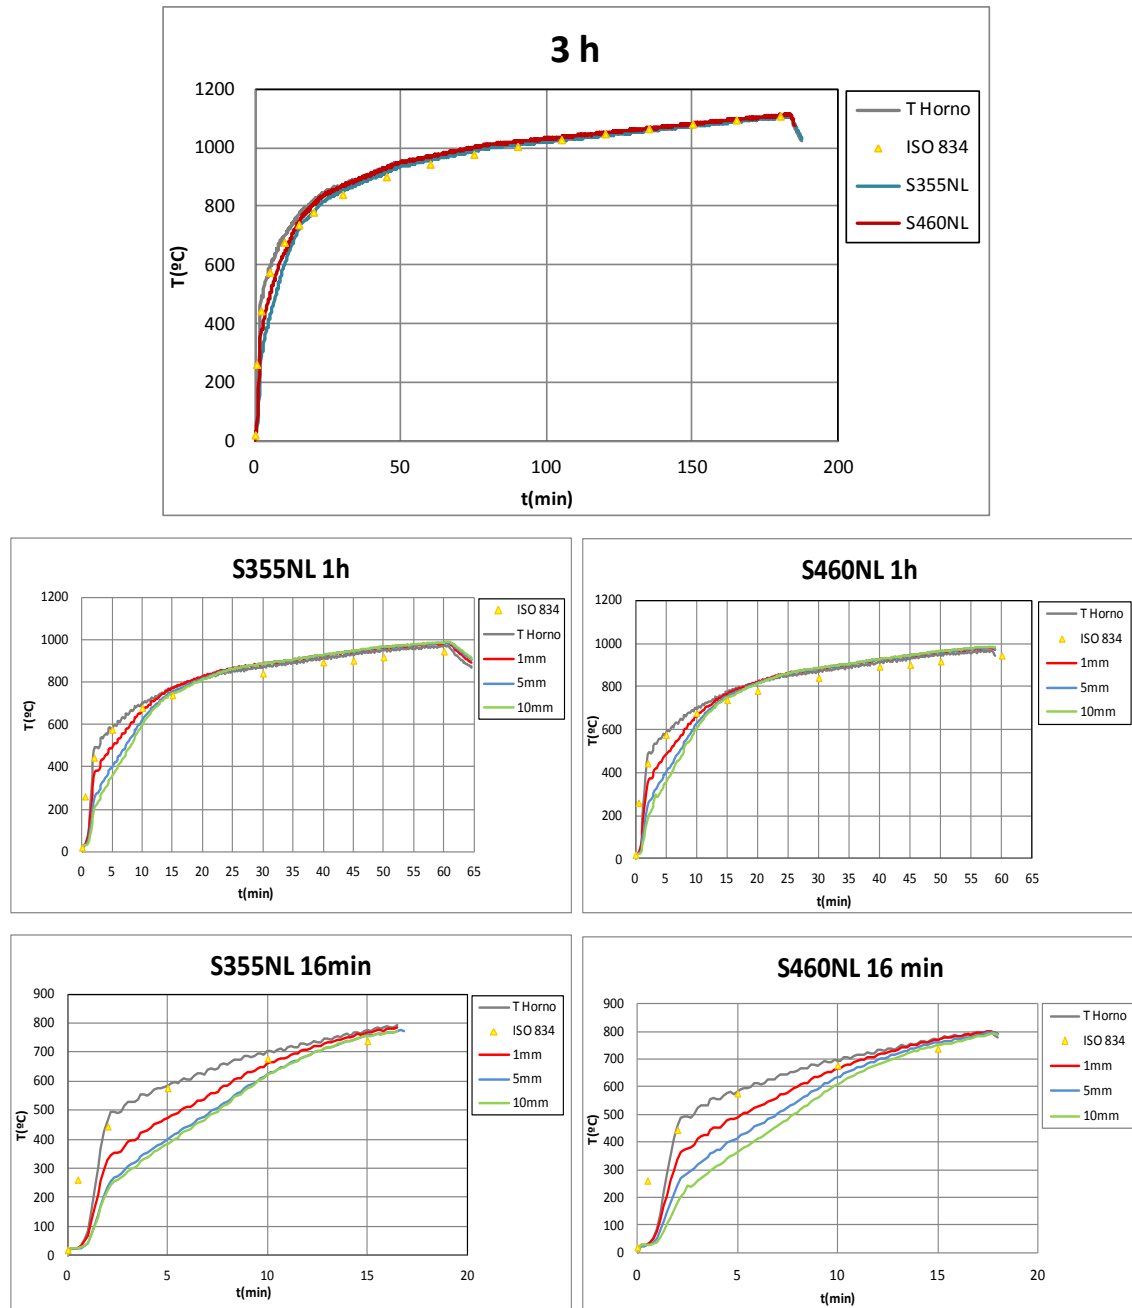 3 h
T(ºC)
1200
1000
800
600
400
200
0
0 50 100 150 200
t(min)
T Horno
ISO 834
S355NL
S460NL
S355NL 1h
T(ºC)
1200
1000
800
600
400
200
0
0 5 10 15 20 25 30 35 40 45 50 55 60 65
t(min)
ISO 834
T Horno
1mm
5mm
10mm
S460NL 1h
T(ºC)
1200
1000
800
600
400
200
0
0 5 10 15 20 25 30 35 40 45 50 55 60 65
t(min)
T Horno
ISO 834
1mm
5mm
10mm
S355NL 16min
T(ºC)
900
800
700
600
500
400
300
200
100
0
0 5 10 15 20
t(min)
T Horno
ISO 834
1mm
5mm
10mm
S460NL 16 min
T(ºC)
900
800
700
600
500
400
300
200
100
0
0 5 10 15 20
t(min)
T Horno
ISO 834
1mm
5mm
10mm